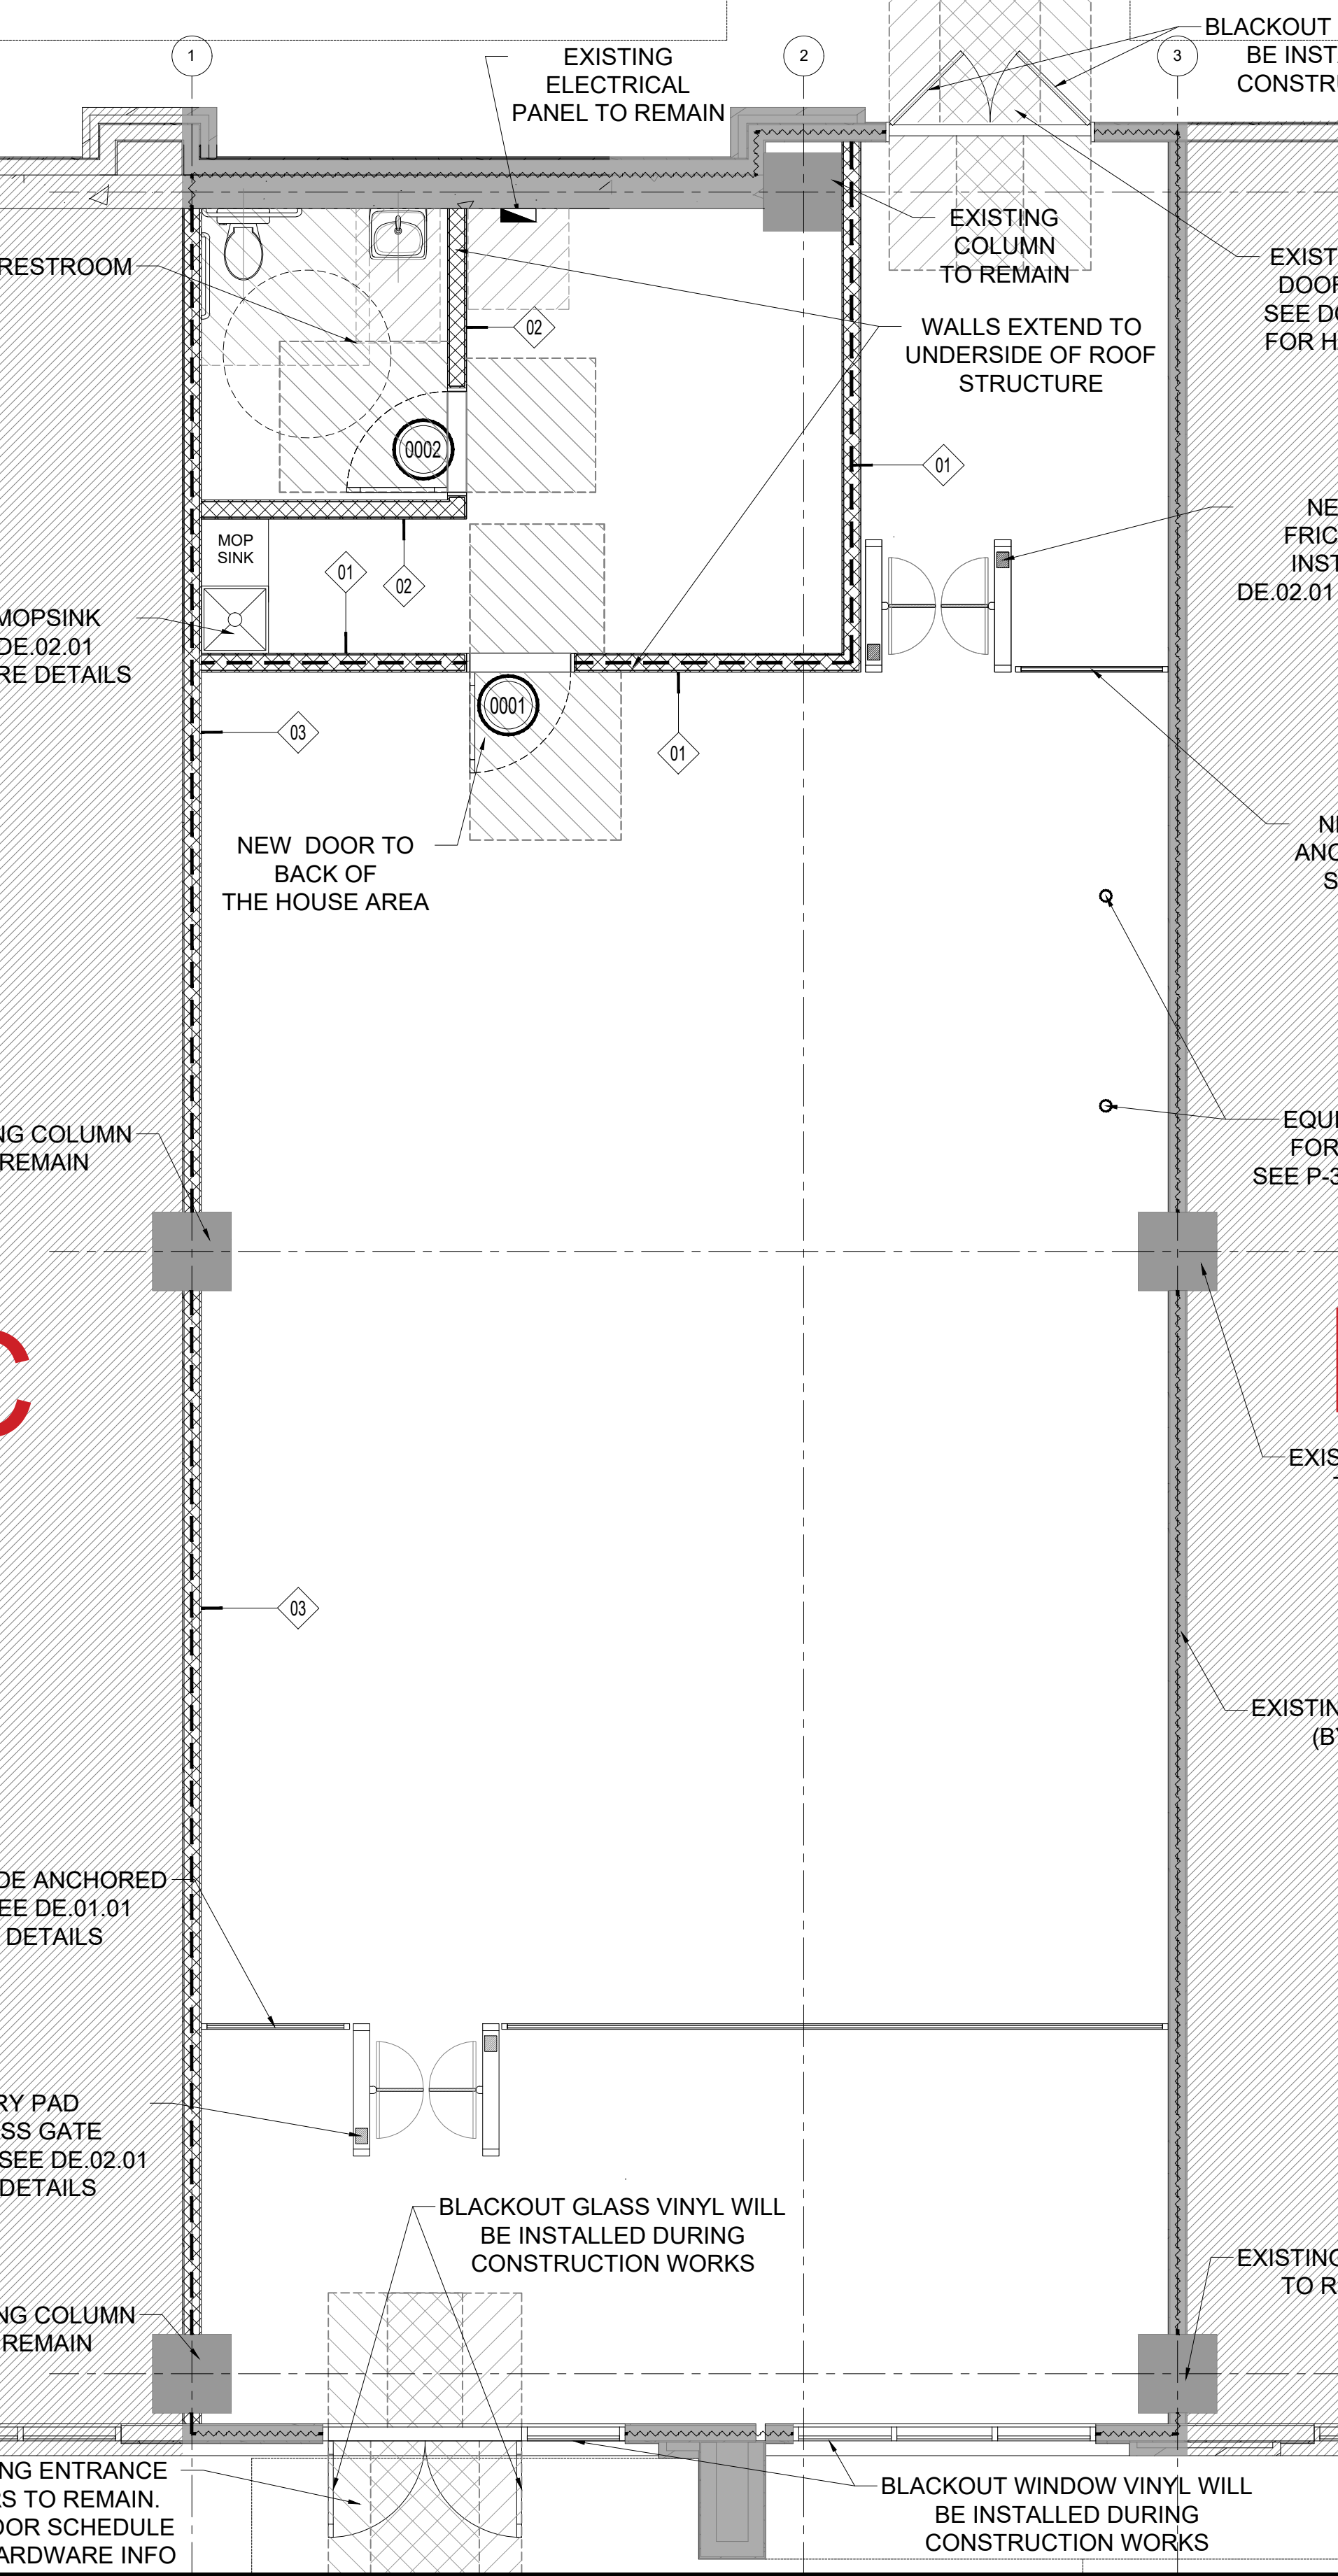 1
2
3
EXISTING
ELECTRICAL
PANEL TO REMAIN
BLACKOUT
BE INST
CONSTR
EXISTING
COLUMN
TO REMAIN
RESTROOM
02
EXIST
DOOR
SEE DO
FOR H
WALLS EXTEND TO
UNDERSIDE OF ROOF
STRUCTURE
0002
01
MOP
SINK
01
02
NE
FRIC
INST
DE.02.01
MOPSINK
DE.02.01
RE DETAILS
0001
03
01
NEW DOOR TO
BACK OF
THE HOUSE AREA
ANC
S
NG COLUMN
REMAIN
EQUI
FOR
SEE P-3
C
EXIS
T
03
EXISTIN
(B
DE ANCHORED
EE DE.01.01
DETAILS
RY PAD
SS GATE
SEE DE.02.01
DETAILS
BLACKOUT GLASS VINYL WILL
BE INSTALLED DURING
CONSTRUCTION WORKS
EXISTING
TO R
NG COLUMN
REMAIN
NG ENTRANCE
RS TO REMAIN.
OOR SCHEDULE
ARDWARE INFO
BLACKOUT WINDOW VINYL WILL
BE INSTALLED DURING
CONSTRUCTION WORKS